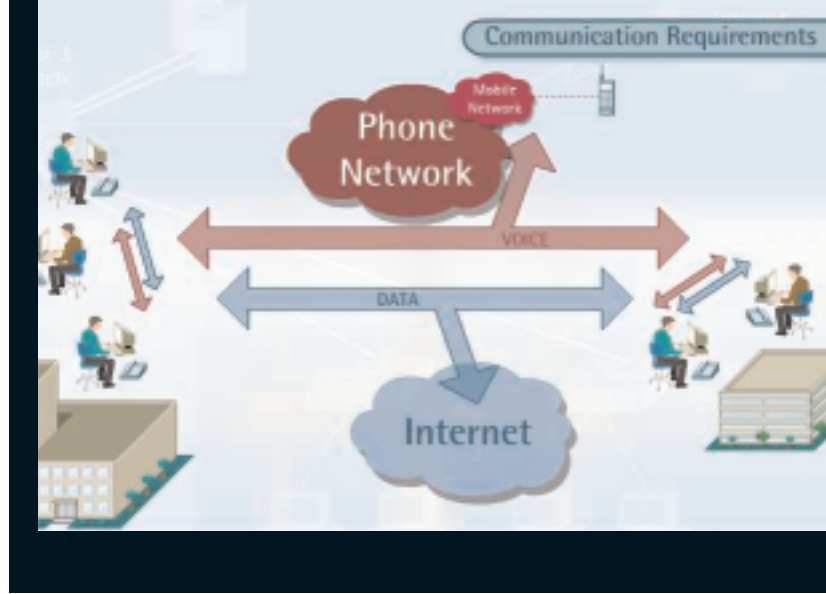 Communication Requirements
Mobile
Network
Phone
Network
VOICE
DATA
Internet